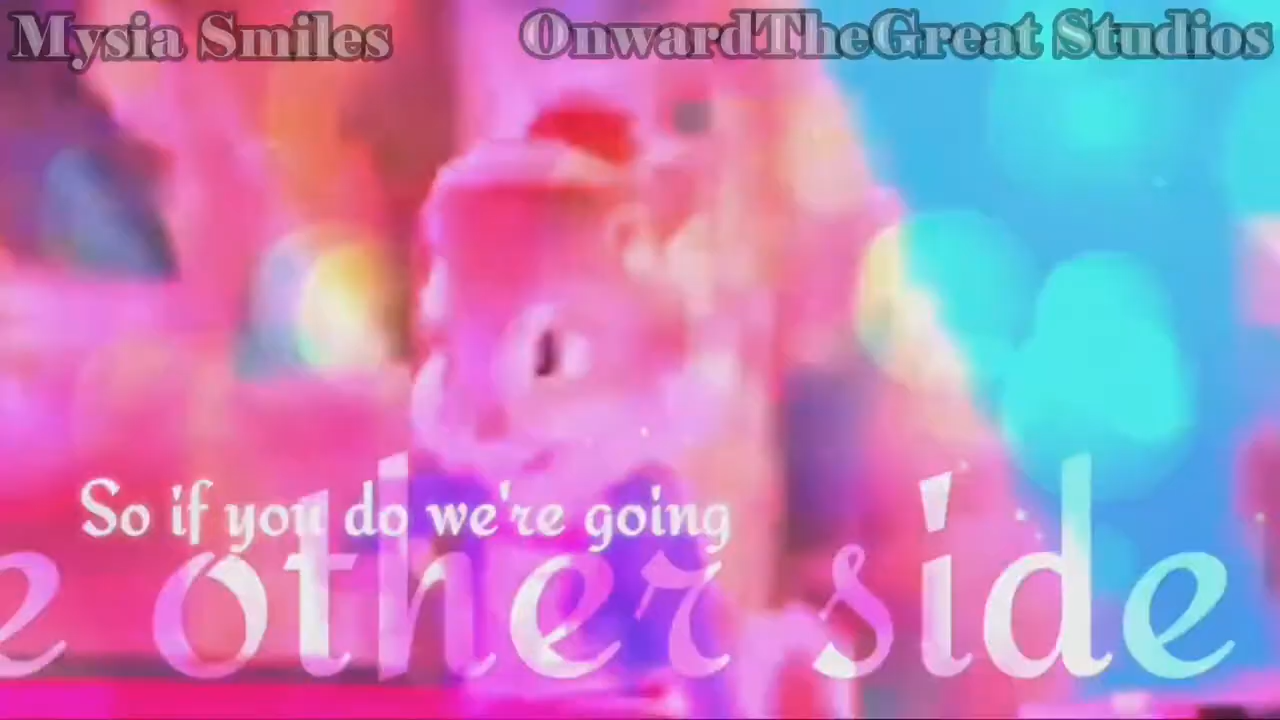 Mysia Smiles
OnwardTheGreat Studios
So if you do we're going
e other side